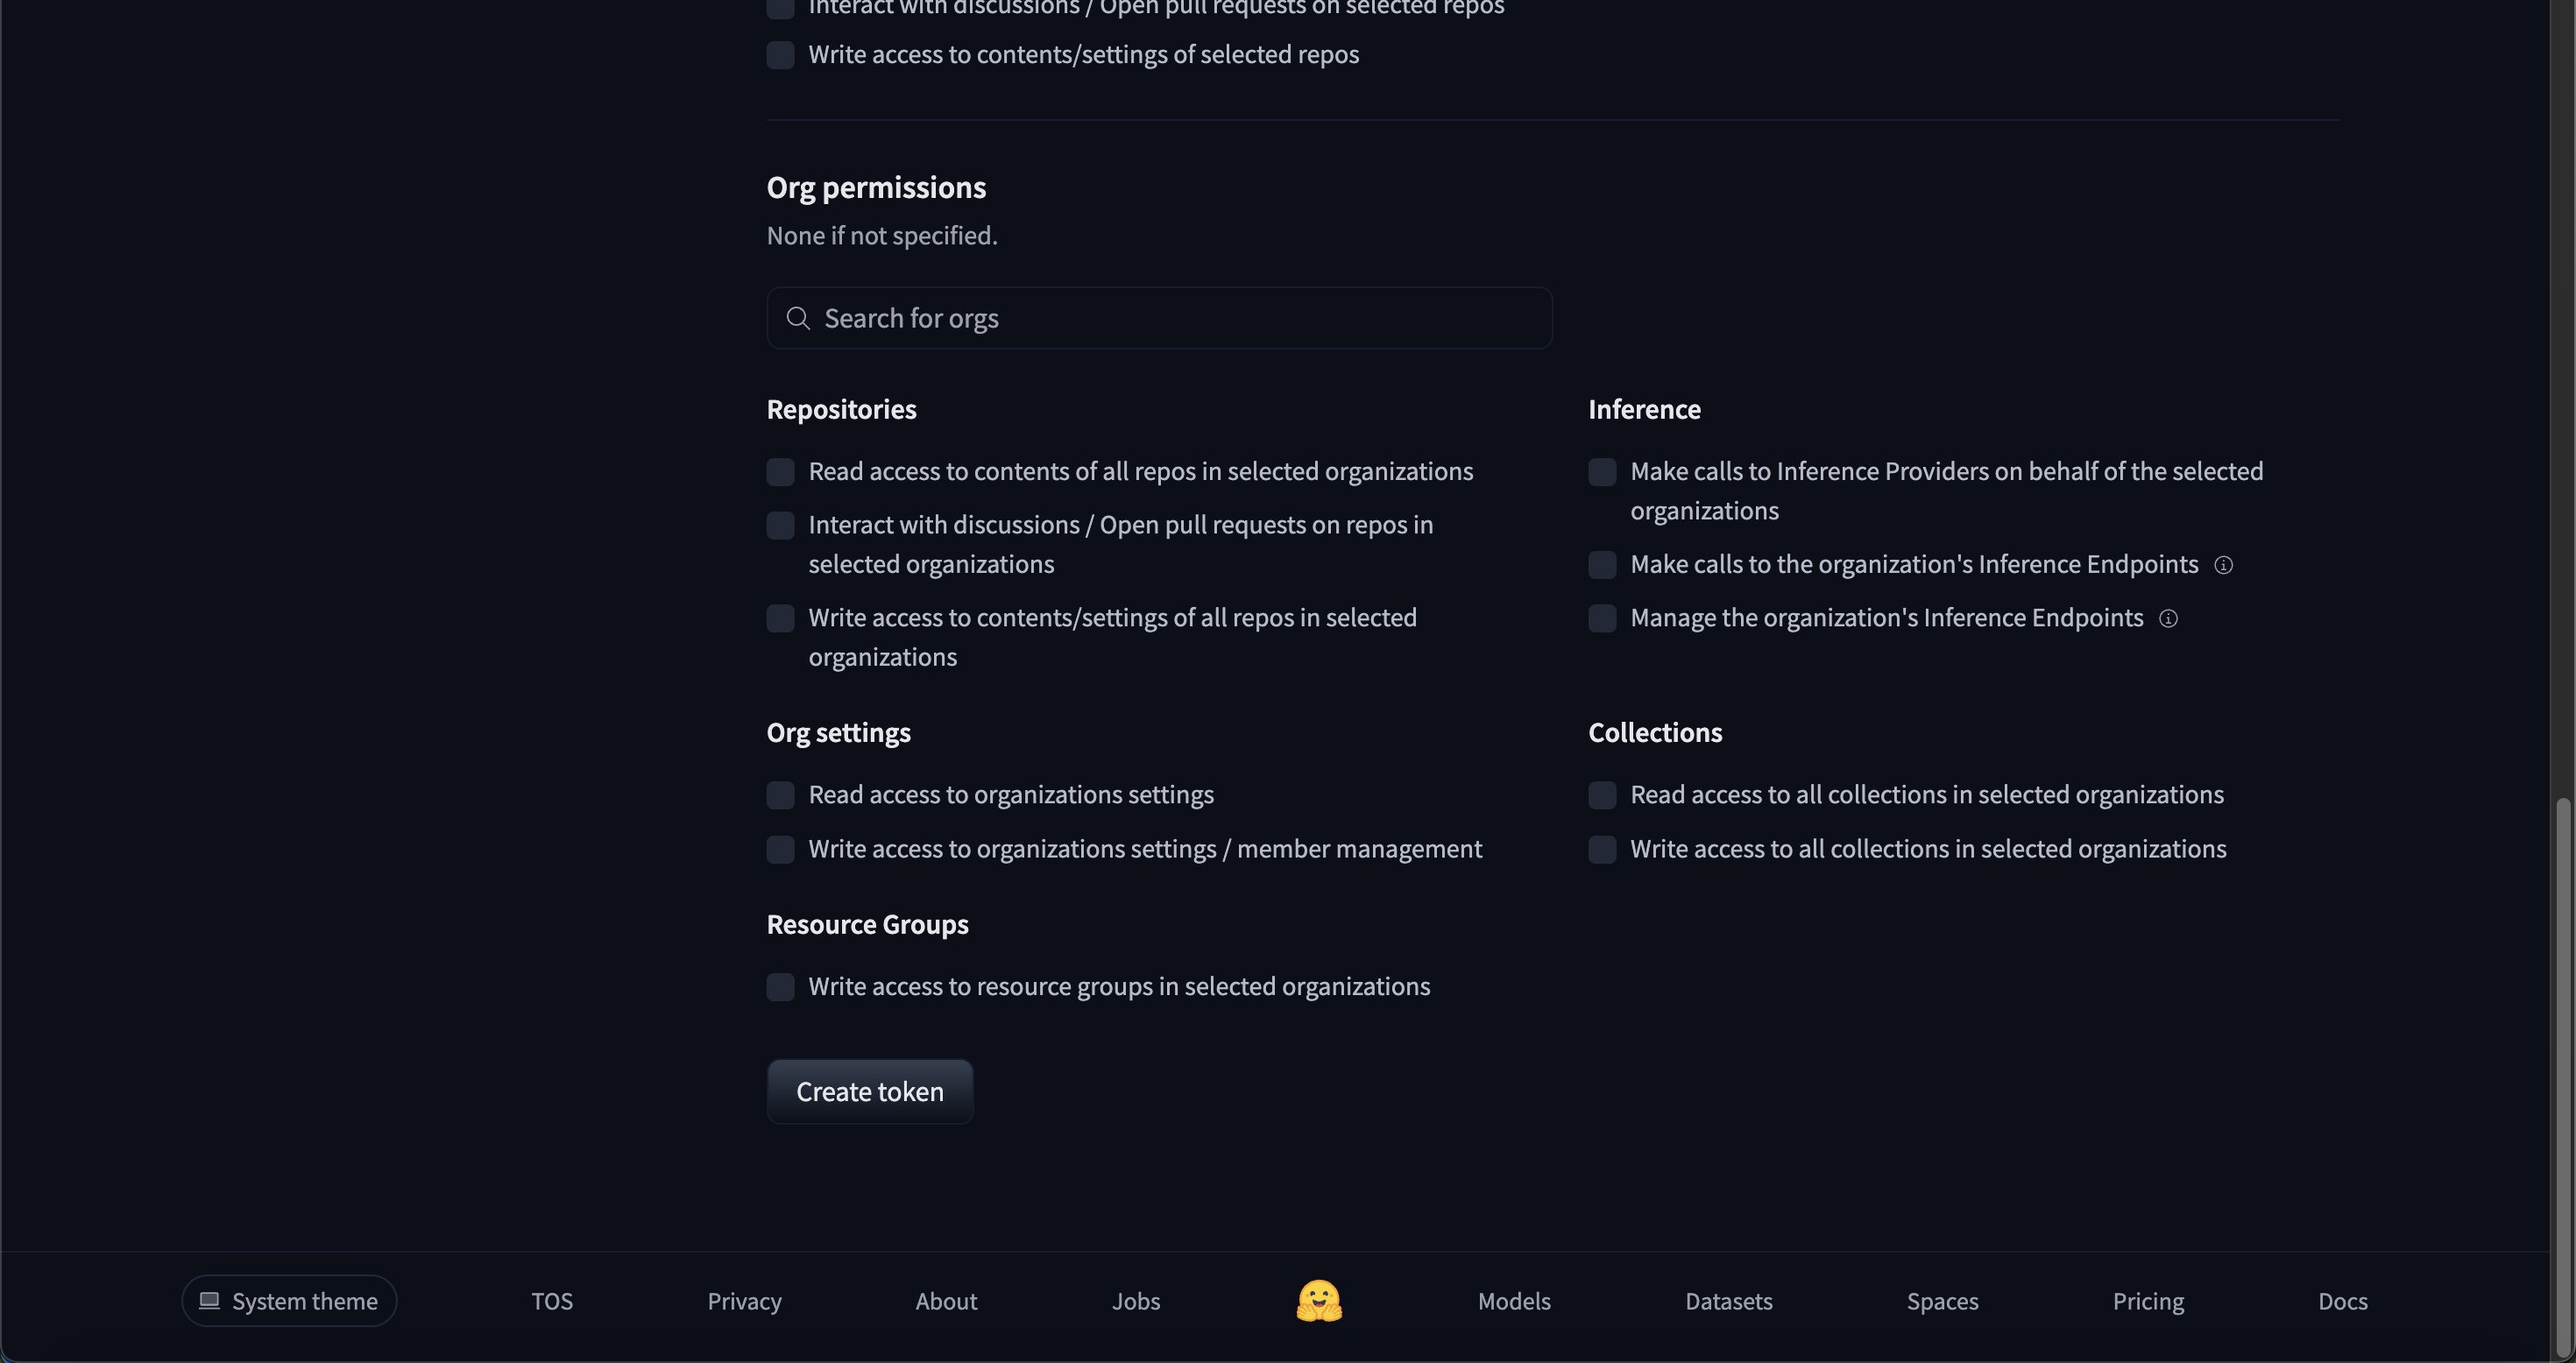 Interact with discussions / Open pull requests on selected repos
Write access to contents/settings of selected repos
Org permissions
None if not specified.
Search for orgs
Repositories
Read access to contents of all repos in selected organizations
Interact with discussions / Open pull requests on repos in
selected organizations
Write access to contents/settings of all repos in selected
organizations
Inference
Make calls to Inference Providers on behalf of the selected
organizations
Make calls to the organization's Inference Endpoints
Manage the organization's Inference Endpoints
Org settings
Read access to organizations settings
Write access to organizations settings / member management
Collections
Read access to all collections in selected organizations
Write access to all collections in selected organizations
Resource Groups
Write access to resource groups in selected organizations
Create token
System theme
TOS
Privacy
About
Jobs
Models
Datasets
Spaces
Pricing
Docs